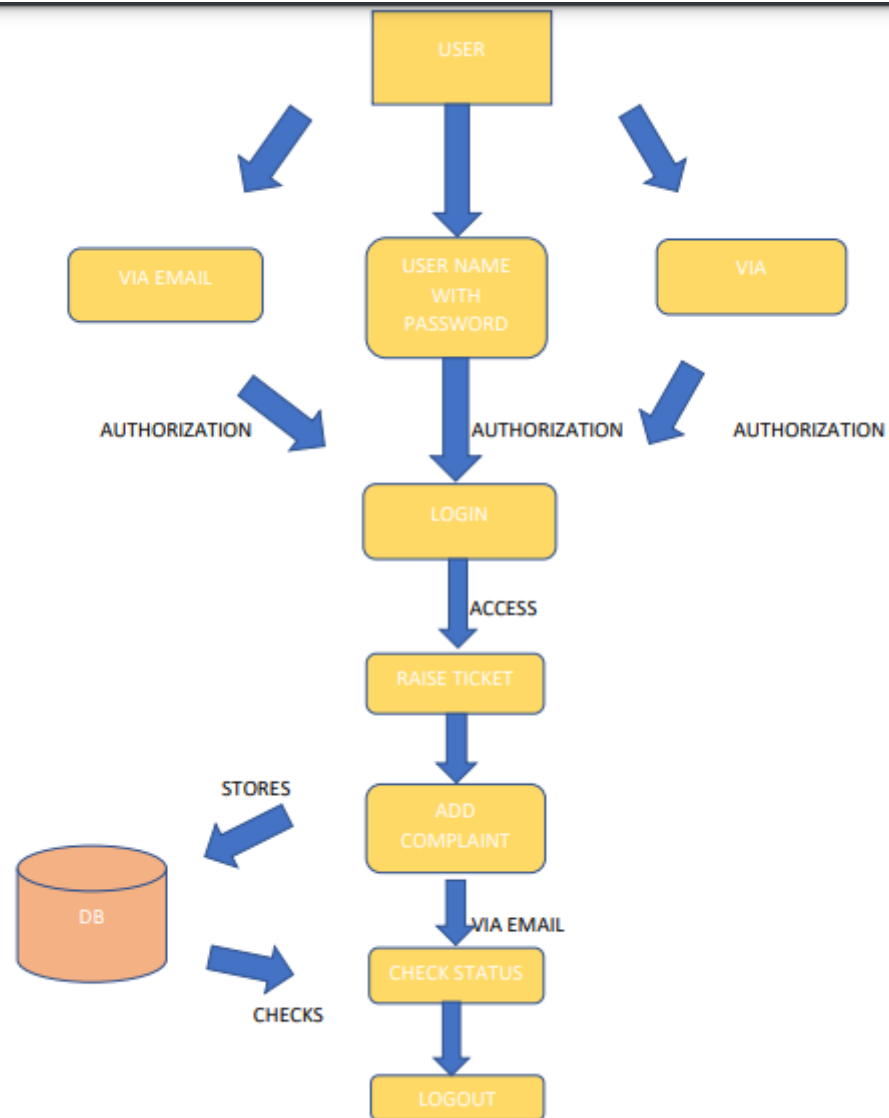 USER
VIA EMAIL
USER NAME
WITH
PASSWORD
VIA
AUTHORIZATION
AUTHORIZATION
AUTHORIZATION
LOGIN
ACCESS
RAISE TICKET
STORES
ADD
COMPLAINT
DB
VIA EMAIL
CHECK STATUS
CHECKS
LOGOUT